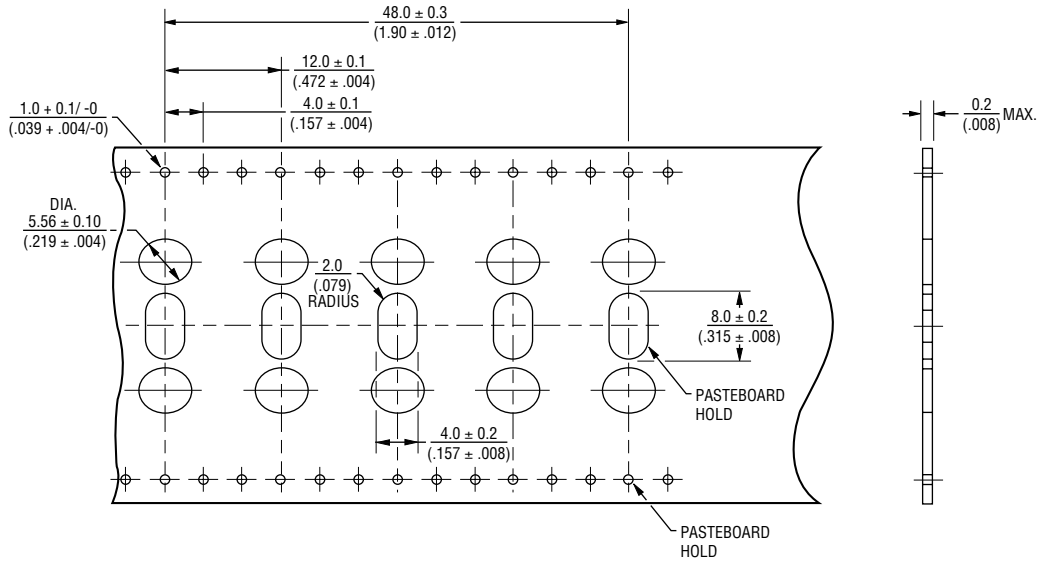 48.0 ± 0.3
(1.90 ± .012)
12.0 ± 0.1
(.472 ± .004)
4.0 ± 0.1
(.157 ± .004)
1.0 + 0.1/ -0
(.039 + .004/-0)
0.2
(.008)
MAX.
DIA.
5.56 ± 0.10
(.219 ± .004)
2.0
(.079)
RADIUS
8.0 ± 0.2
(.315 ± .008)
PASTEBOARD
HOLD
4.0 ± 0.2
(.157 ± .008)
PASTEBOARD
HOLD